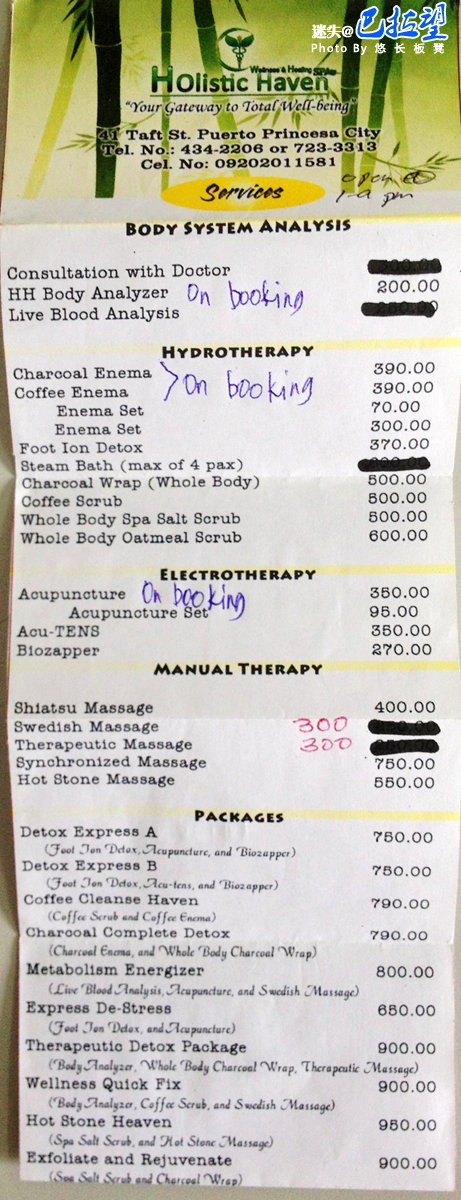 迷失@巴拉望
Photo By 悠长板凳
Wellness & Healing
Holistic Haven
"Your Gateway to Total Well-being"
41 Taft St. Puerto Princesa City
Tel. No.: 434-2206 or 723-3313
Cel. No: 09202011581
Services
open
BODY SYSTEM ANALYSIS
Consultation with Doctor
HH Body Analyzer On booking 200.00
Live Blood Analysis
HYDROTHERAPY
Charcoal Enema 390.00
Coffee Enema >On booking 390.00
Enema Set 70.00
Enema Set 300.00
Foot Ion Detox 370.00
Steam Bath (max of 4 pax)
Charcoal Wrap (Whole Body) 500.00
Coffee Scrub 500.00
Whole Body Spa Salt Scrub 500.00
Whole Body Oatmeal Scrub 600.00
ELECTROTHERAPY
Acupuncture On booking 350.00
Acupuncture Set 95.00
Acu-TENS 350.00
Biozapper 270.00
MANUAL THERAPY
Shiatsu Massage 400.00
Swedish Massage 300
Therapeutic Massage 300
Synchronized Massage 750.00
Hot Stone Massage 550.00
PACKAGES
Detox Express A 750.00
(Foot Ion Detox, Acupuncture, and Biozapper)
Detox Express B 750.00
(Foot Ion Detox, Acu-tens, and Biozapper)
Coffee Cleanse Haven 790.00
(Coffee Scrub and Coffee Enema)
Charcoal Complete Detox 790.00
(Charcoal Enema, and Whole Body Charcoal Wrap)
Metabolism Energizer 800.00
(Live Blood Analysis, Acupuncture, and Swedish Massage)
Express De-Stress 650.00
(Foot Ion Detox, and Acupuncture)
Therapeutic Detox Package 900.00
(Body Analyzer, Whole Body Charcoal Wrap, Therapeutic Massage)
Wellness Quick Fix 900.00
(Body Analyzer, Coffee Scrub, and Swedish Massage)
Hot Stone Heaven 950.00
(Spa Salt Scrub, and Hot Stone Massage)
Exfoliate and Rejuvenate 900.00
(Spa Salt Scrub and Charcoal Wrap)